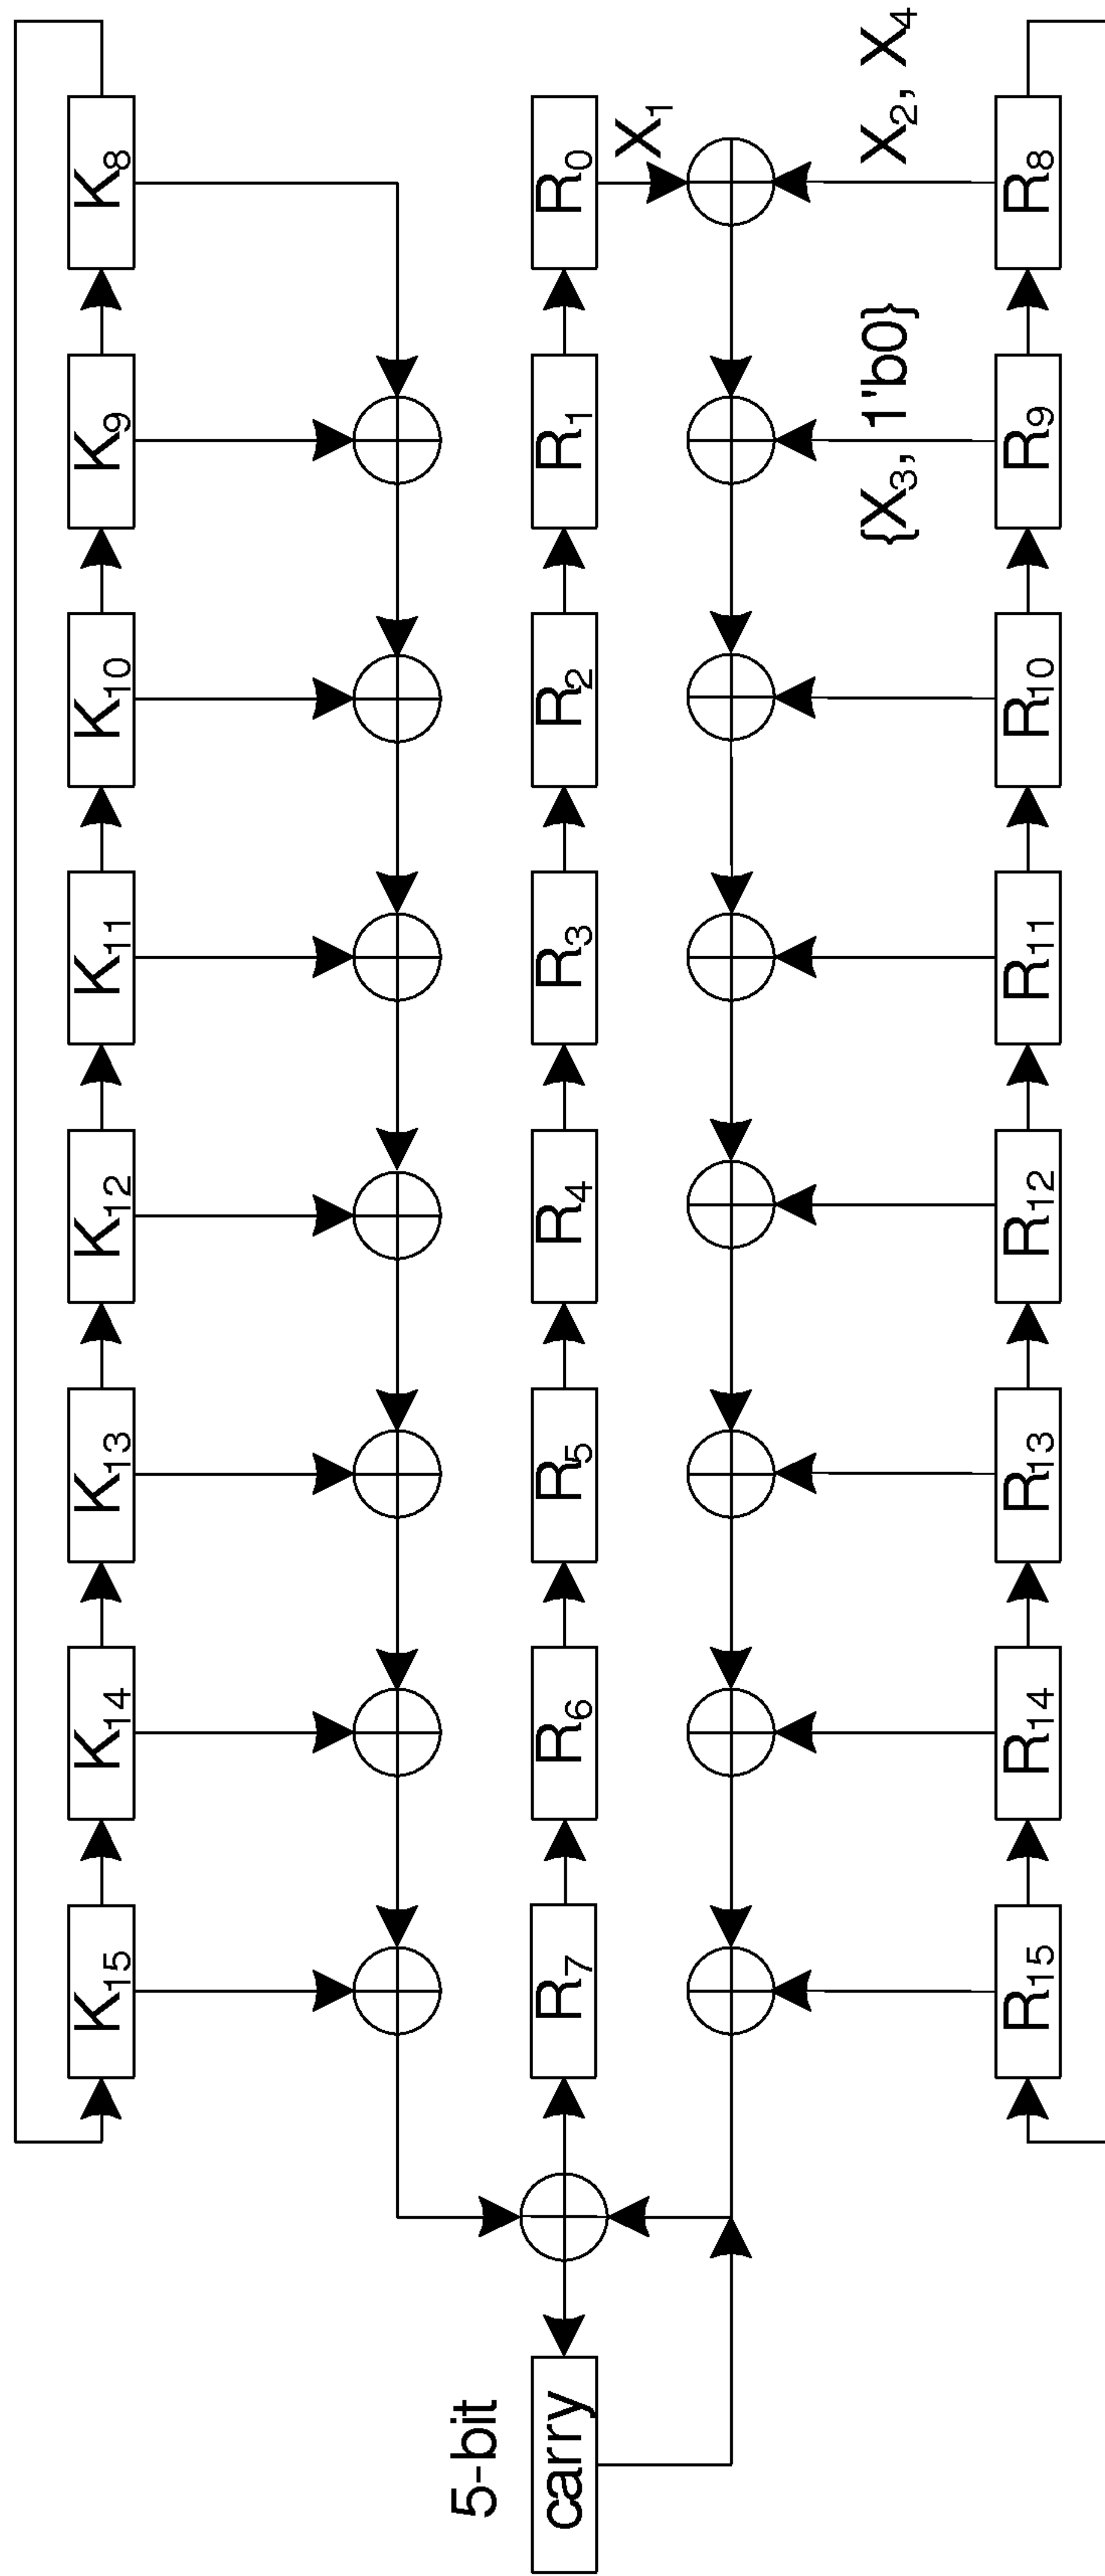 K15 K14 K13 K12 K11 K10 K9 K8
5-bit
carry R7 R6 R5 R4 R3 R2 R1 R0
X1
{X3, 1'b0} X2, X4
R15 R14 R13 R12 R11 R10 R9 R8